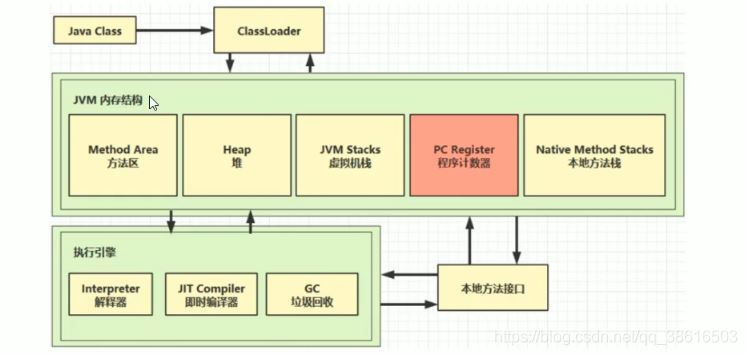 Java Class
ClassLoader
JVM 内存结构
Method Area
方法区
Heap
堆
JVM Stacks
虚拟机栈
PC Register
程序计数器
Native Method Stacks
本地方法栈
执行引擎
Interpreter
解释器
JIT Compiler
即时编译器
GC
垃圾回收
本地方法接口
https://blog.csdn.net/qq_38616503